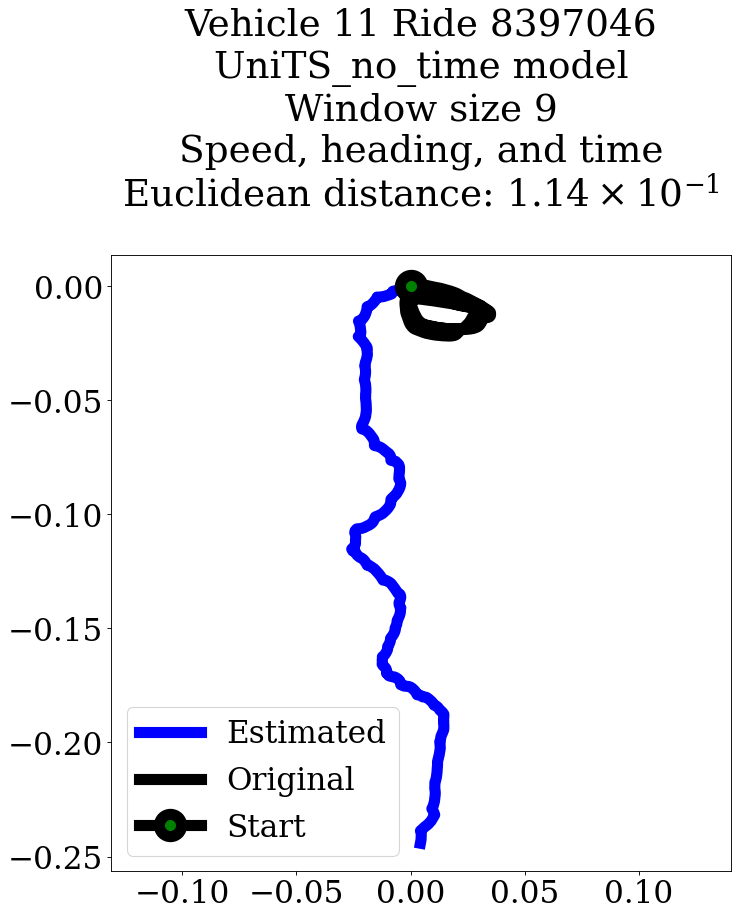 Vehicle 11 Ride 8397046
UniTS_no_time model
Window size 9
Speed, heading, and time
Euclidean distance: 1.14 × 10⁻¹
0.00
−0.05
−0.10
−0.15
−0.20
−0.25
Estimated
Original
Start
−0.10 −0.05 0.00 0.05 0.10